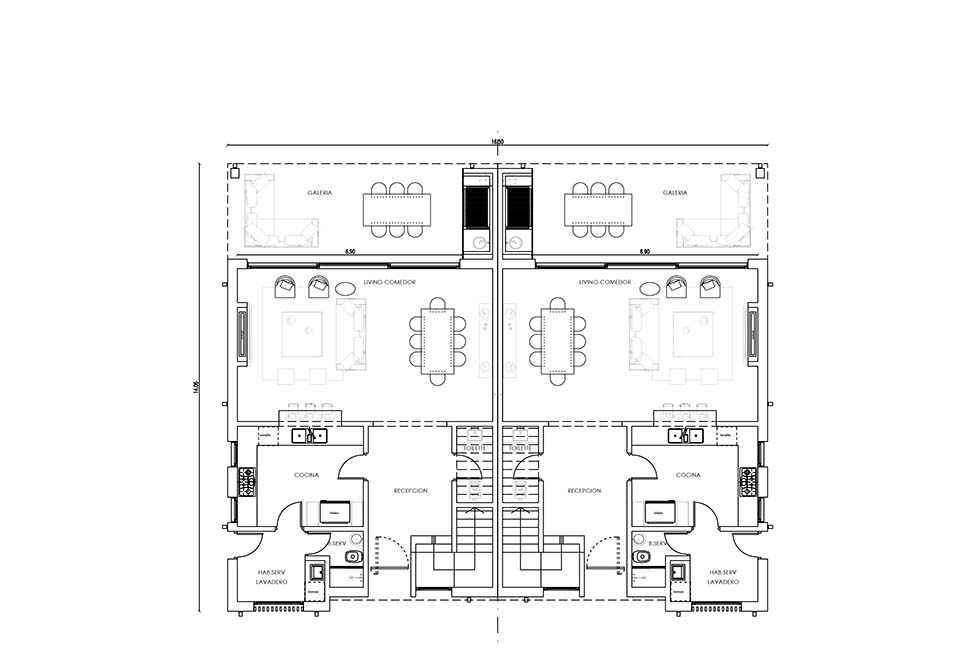 16.50
GALERIA
GALERIA
6.90
6.90
LIVING-COMEDOR
LIVING-COMEDOR
14.05
TOILETTE
TOILETTE
COCINA
COCINA
RECEPCION
RECEPCION
B.SERV
B.SERV
HAB.SERV
LAVADERO
HAB.SERV
LAVADERO